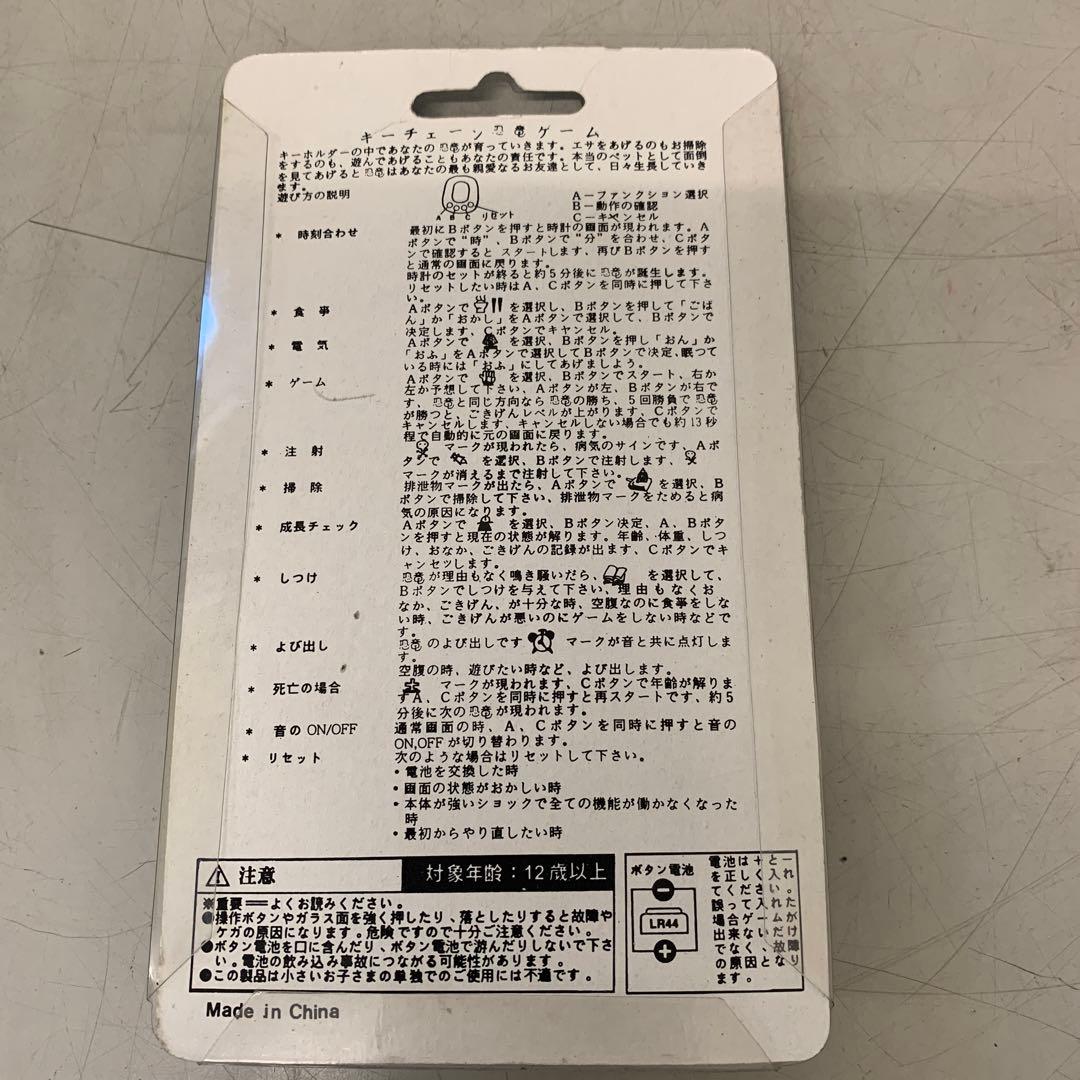 キーチェーン恐竜ゲーム
キーホルダーの中であなたの恐竜が育っていきます。エサをあげるのもお掃除
をするのも、遊んであげることもあなたの責任です。本当のペットとして面倒
を見てあげると恐竜はあなたの最も親愛なるお友達として、日々生長していき
ます。
遊び方の説明
A B C リセット
A－ファンクション選択
B－動作の確認
C－キャンセル
* 時刻合わせ
最初にBボタンを押すと時計の画面が現われます。A
ボタンで“時”、Bボタンで“分”を合わせ、Cボタ
ンで確認するとスタートします、再びBボタンを押す
と通常の画面に戻ります。
時計のセットが終ると約5分後に恐竜が誕生します。
リセットしたい時はA、Cボタンを同時に押して下さ
い。
* 食事
Aボタンで を選択し、Bボタンを押して「ごは
ん」か「おかし」をAボタンで選択して、Bボタンで
決定します、Cボタンでキャンセル。
* 電気
Aボタンで を選択、Bボタンを押し「おん」か
「おふ」をAボタンで選択してBボタンで決定、眠つて
いる時には「おふ」にしてあげましよう。
* ゲーム
Aボタンで を選択、Bボタンでスタート、右か
左か予想して下さい、Aボタンが左、Bボタンが右で
す、恐竜と同じ方向なら恐竜の勝ち、5回勝負で恐竜
が勝つと、ごきげんレベルが上がります、Cボタンで
キャンセルします、キャンセルしない場合でも約13秒
程で自動的に元の画面に戻ります。
* 注射
マークが現われたら、病気のサインです、Aボ
タンで を選択、Bボタンで注射します、
マークが消えるまで注射して下さい。
* 掃除
排泄物マークが出たら、Aボタンで を選択、B
ボタンで掃除して下さい、排泄物マークをためると病
気の原因になります。
* 成長チェック
Aボタンで を選択、Bボタン決定、A、Bボタ
ンを押すと現在の状態が解ります。年齢、体重、しつ
け、おなか、ごきげんの記録が出ます、Cボタンでキ
ャンセッします。
* しつけ
恐竜が理由もなく鳴き騒いだら、 を選択して、
Bボタンでしつけを与えて下さい、理由もなくお
なか、ごきげん、が十分な時、空腹なのに食事をしな
い時、ごきげんが悪いのにゲームをしない時などで
す。
* よび出し
恐竜のよび出しです マークが音と共に点灯しま
す。
空腹の時、遊びたい時など、よび出します。
* 死亡の場合
マークが現われます、Cボタンで年齢が解りま
すA、Cボタンを同時に押すと再スタートです、約5
分後に次の恐竜が現われます。
* 音の ON/OFF
通常画面の時、A、Cボタンを同時に押すと音の
ON,OFF が切り替わります。
* リセット
次のような場合はリセットして下さい。
・電池を交換した時
・画面の状態がおかしい時
・本体が強いショックで全ての機能が働かなくなった
時
・最初からやり直したい時
⚠ 注意
対象年齢：12歳以上
※重要══よくお読みください。
●操作ボタンやガラス面を強く押したり、落としたりすると故障や
ケガの原因になります。危険ですので十分ご注意ください。
●ボタン電池を口に含んだり、ボタン電池で游んだりしないで下さ
い。電池の飲み込み事故につながる可能性があります。
●この製品は小さいお子さまの単独でのご使用には不適です。
ボタン電池
－
LR44
＋
電池は＋と一
を正しく入れ
てください。
誤って入れた
場合ゲームが
出来ないだけ
でなく、故障
の原因となり
ます。
Made in China